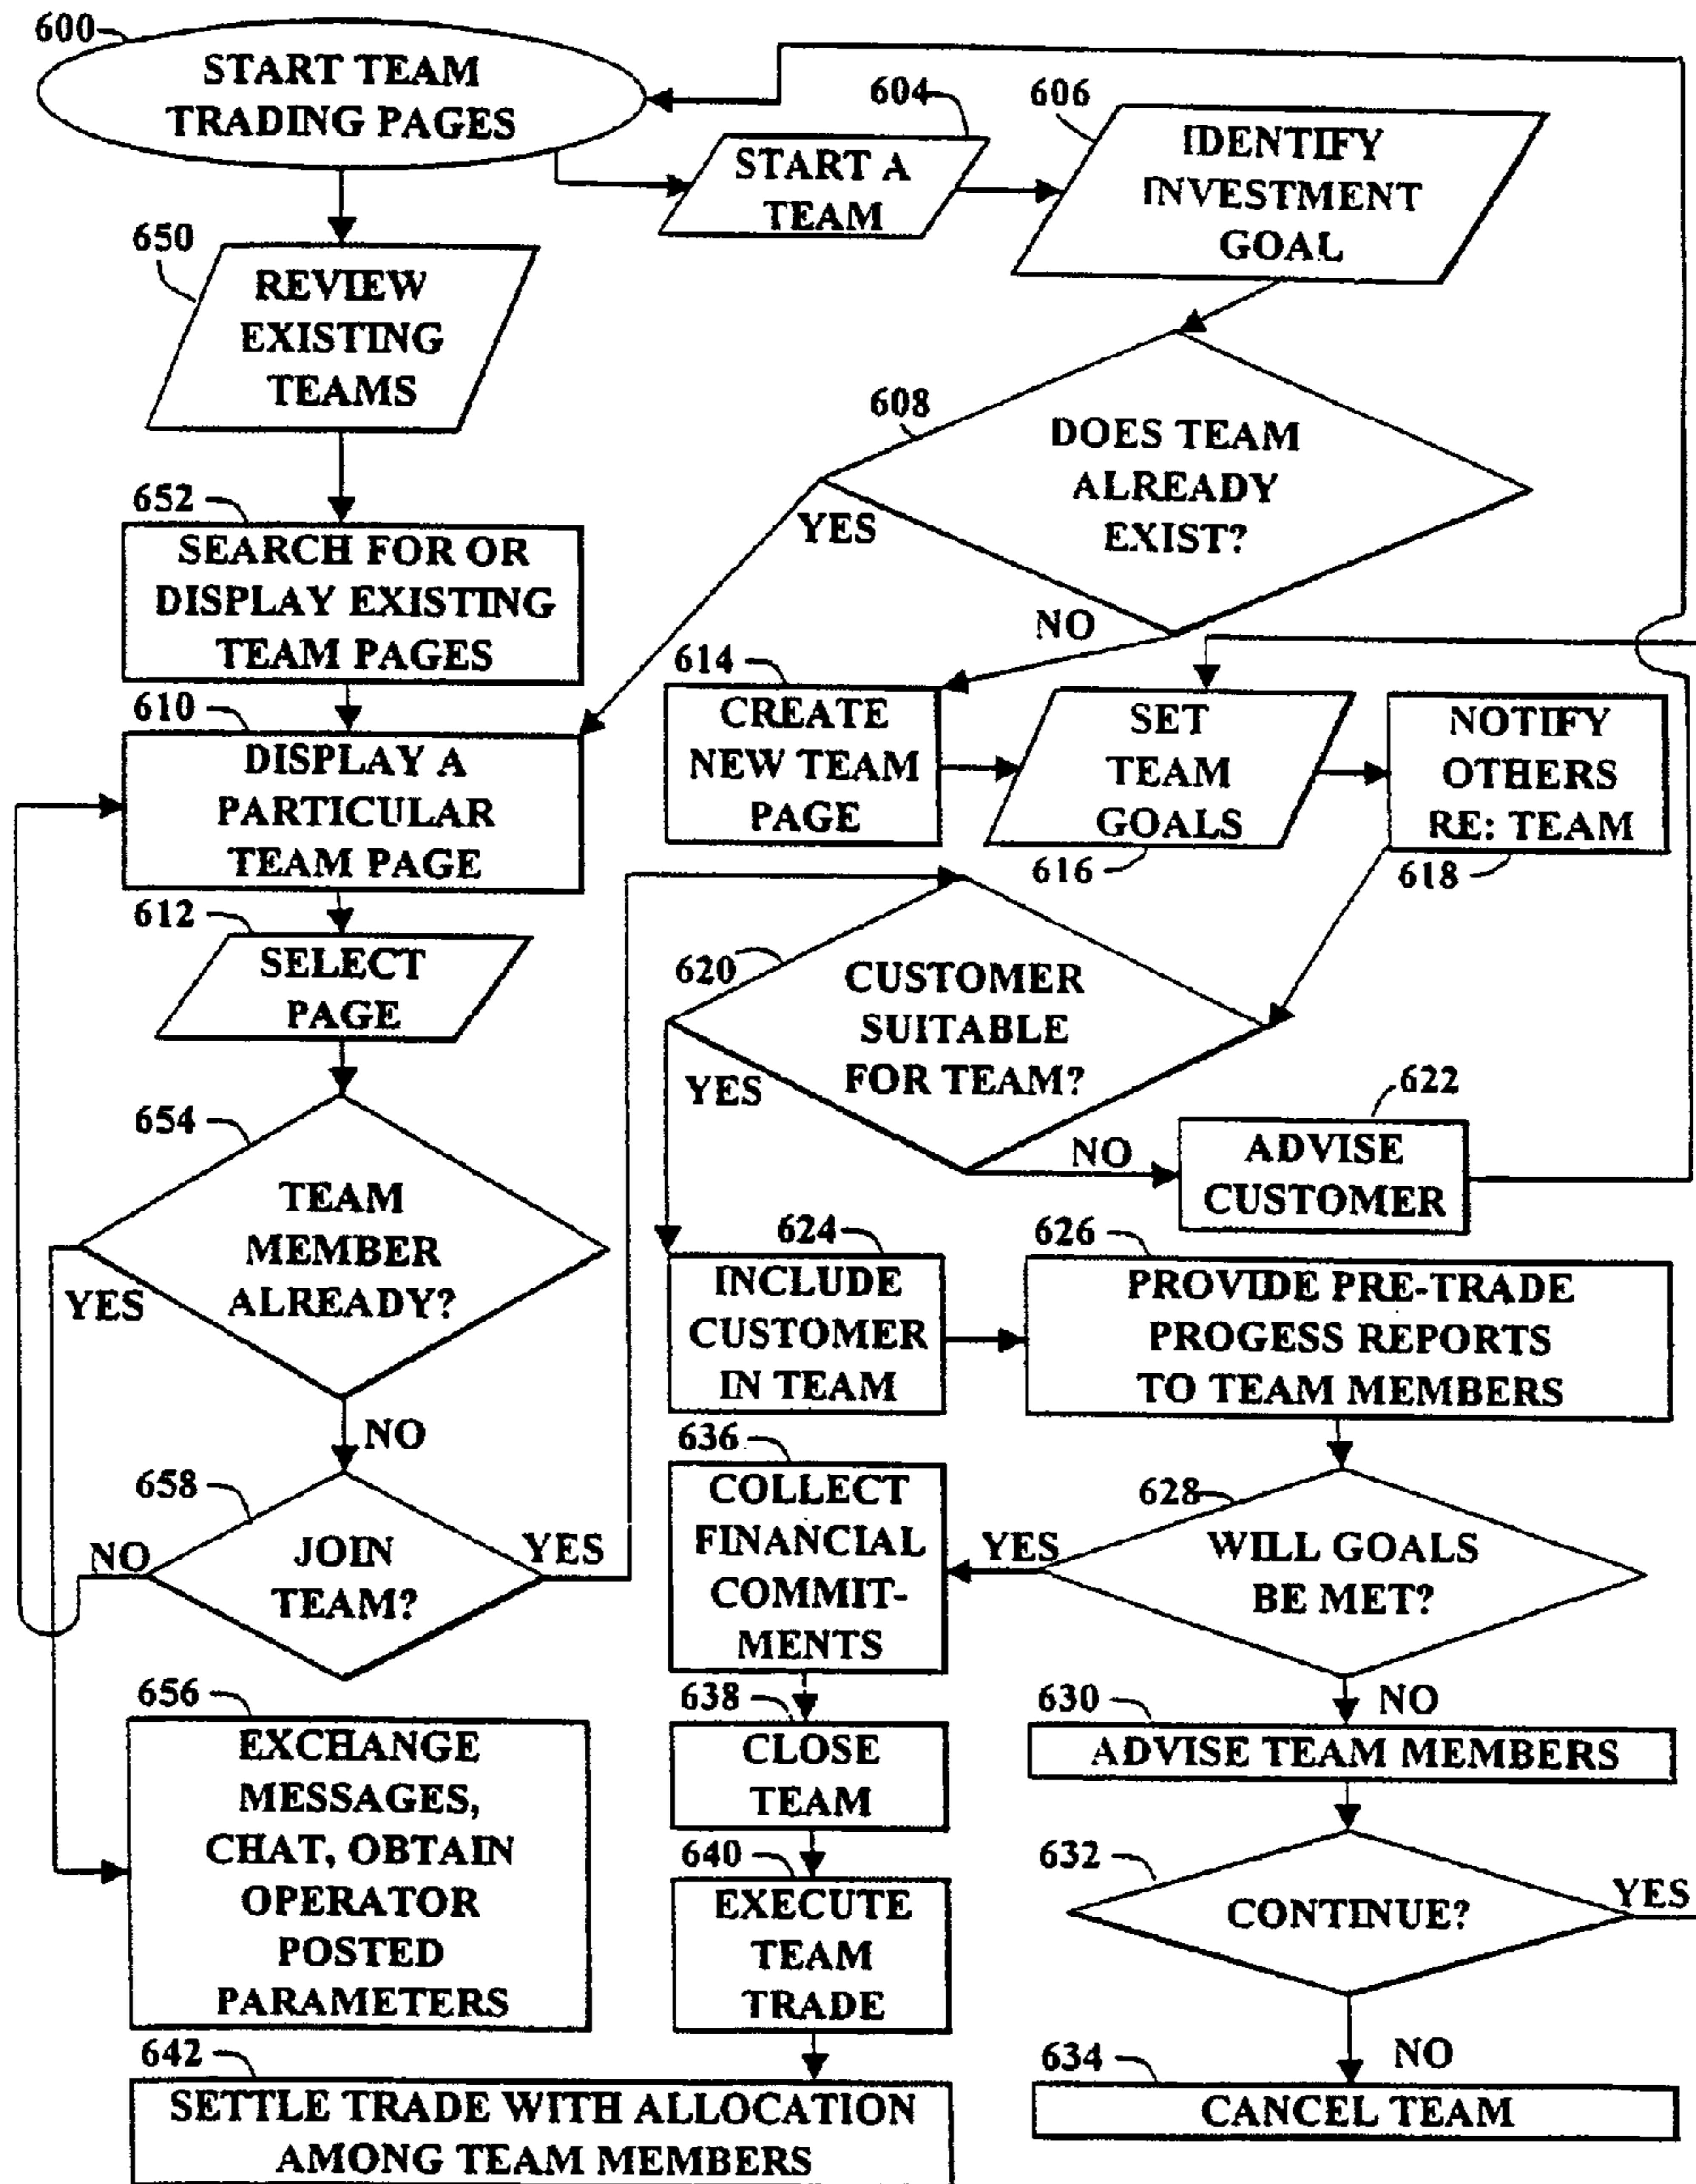 600
START TEAM
TRADING PAGES
604
START A
TEAM
606
IDENTIFY
INVESTMENT
GOAL
650
REVIEW
EXISTING
TEAMS
608
DOES TEAM
ALREADY
EXIST?
YES
NO
652
SEARCH FOR OR
DISPLAY EXISTING
TEAM PAGES
610
DISPLAY A
PARTICULAR
TEAM PAGE
614
CREATE
NEW TEAM
PAGE
SET
TEAM
GOALS
616
NOTIFY
OTHERS
RE: TEAM
618
612
SELECT
PAGE
620
CUSTOMER
SUITABLE
FOR TEAM?
YES
NO
622
ADVISE
CUSTOMER
654
TEAM
MEMBER
ALREADY?
YES
NO
624
INCLUDE
CUSTOMER
IN TEAM
626
PROVIDE PRE-TRADE
PROGESS REPORTS
TO TEAM MEMBERS
658
JOIN
TEAM?
NO
YES
636
COLLECT
FINANCIAL
COMMIT-
MENTS
628
WILL GOALS
BE MET?
YES
NO
656
EXCHANGE
MESSAGES,
CHAT, OBTAIN
OPERATOR
POSTED
PARAMETERS
638
CLOSE
TEAM
630
ADVISE TEAM MEMBERS
640
EXECUTE
TEAM
TRADE
632
CONTINUE?
YES
NO
642
SETTLE TRADE WITH ALLOCATION
AMONG TEAM MEMBERS
634
CANCEL TEAM